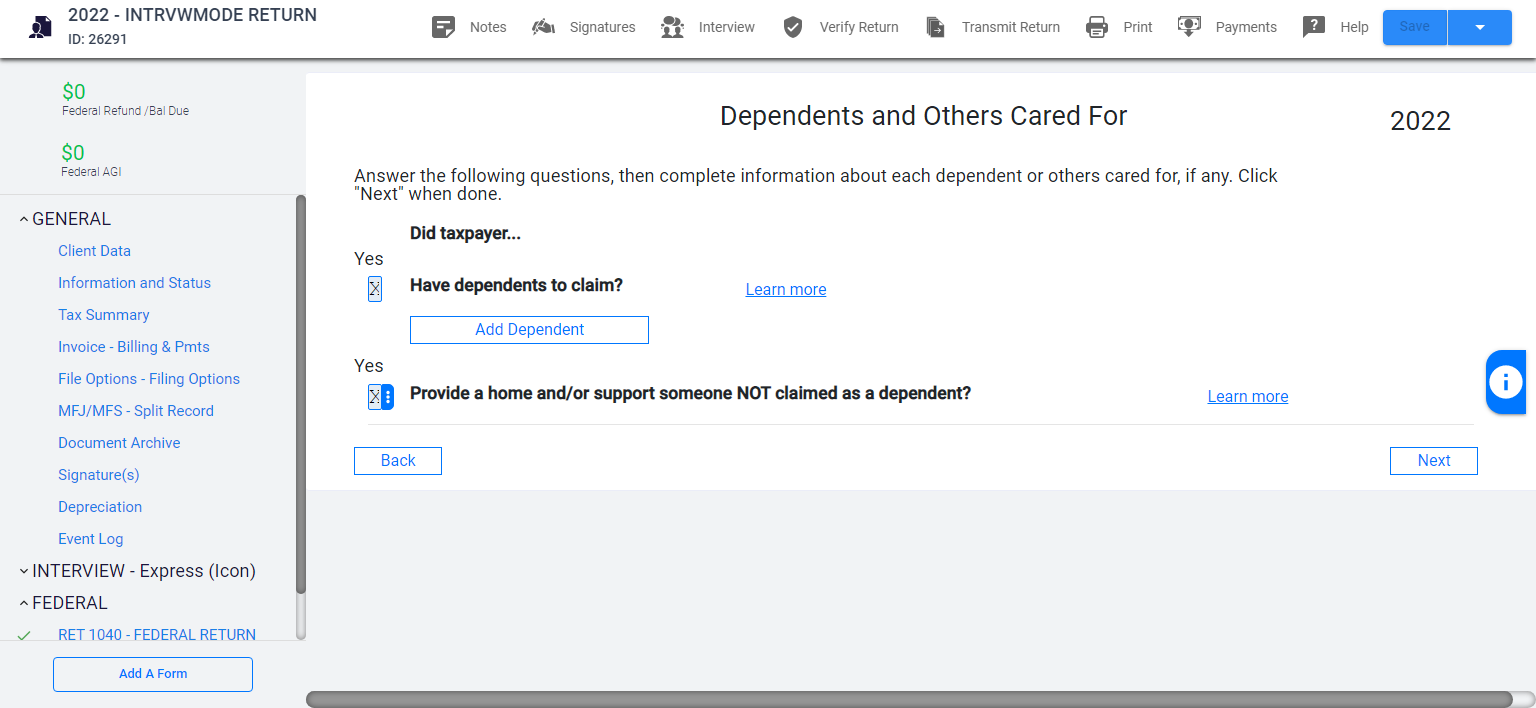 2022 - INTRVWMODE RETURN
ID: 26291
Notes
Signatures
Interview
Verify Return
Transmit Return
Print
Payments
Help
Save
$0
Federal Refund /Bal Due
$0
Federal AGI
GENERAL
Client Data
Information and Status
Tax Summary
Invoice - Billing & Pmts
File Options - Filing Options
MFJ/MFS - Split Record
Document Archive
Signature(s)
Depreciation
Event Log
INTERVIEW - Express (Icon)
FEDERAL
RET 1040 - FEDERAL RETURN
Add A Form
Dependents and Others Cared For
2022
Answer the following questions, then complete information about each dependent or others cared for, if any. Click
"Next" when done.
Did taxpayer...
Yes
X Have dependents to claim? Learn more
Add Dependent
Yes
X Provide a home and/or support someone NOT claimed as a dependent? Learn more
Back
Next